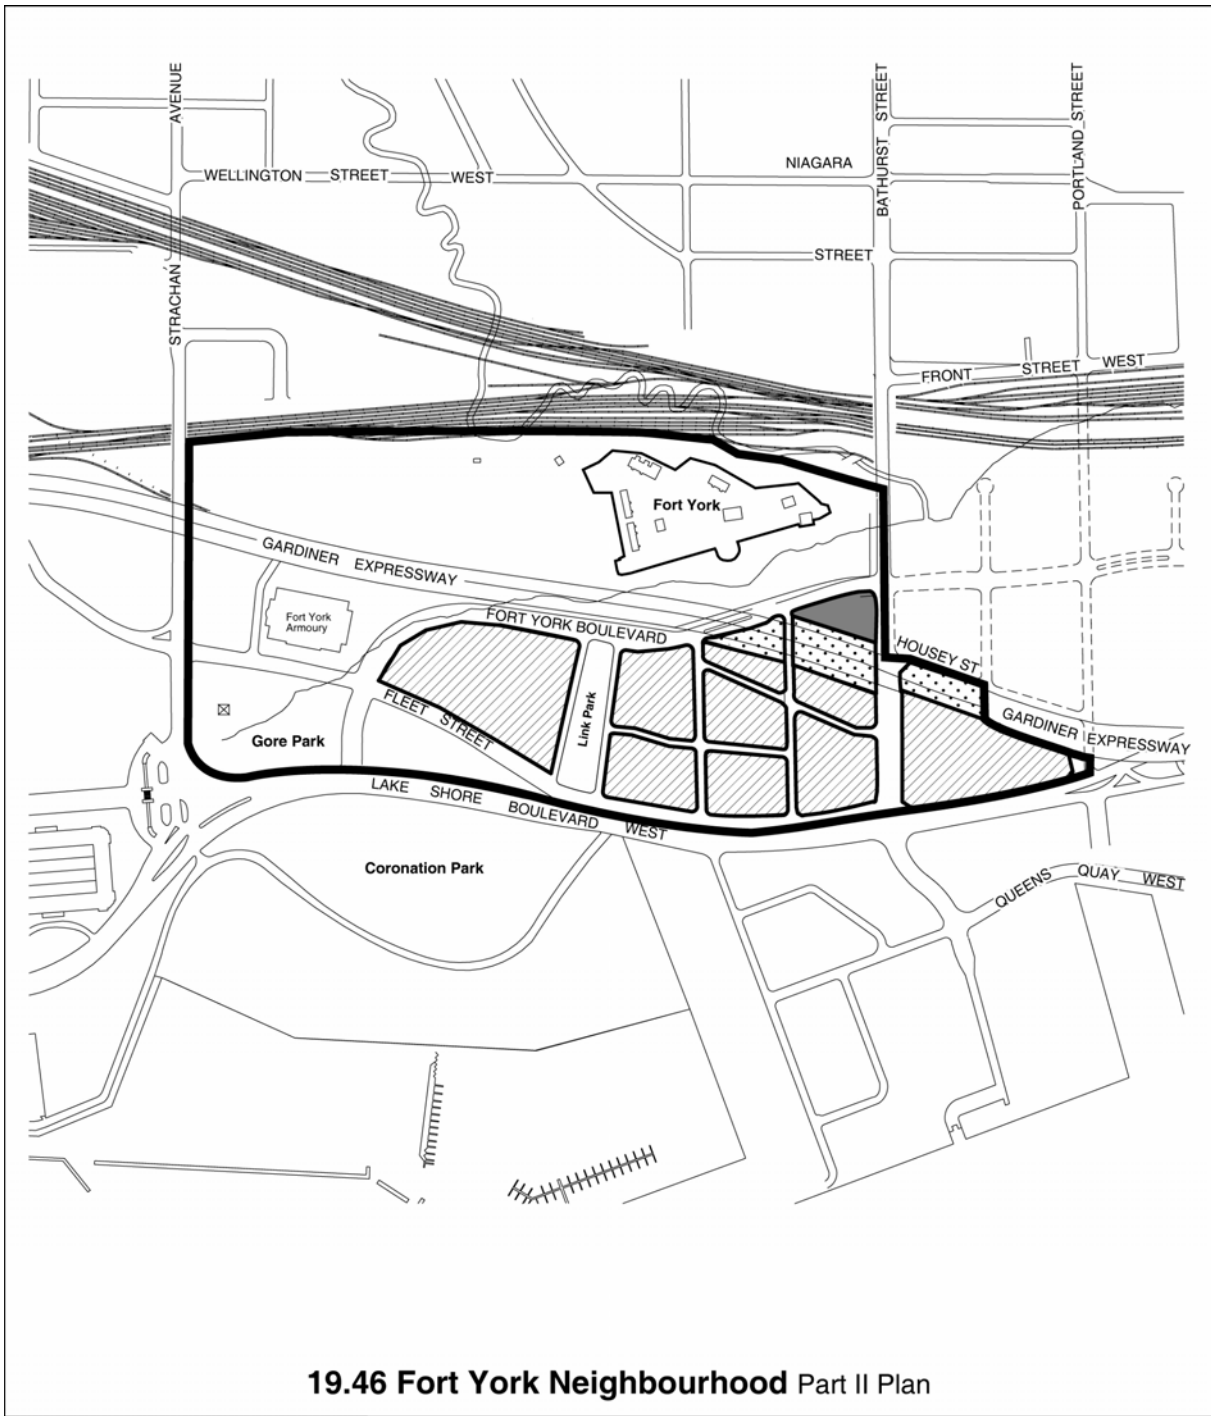 STRACHAN AVENUE
BATHURST STREET
PORTLAND STREET
NIAGARA STREET
WELLINGTON STREET WEST
FRONT STREET WEST
Fort York
GARDINER EXPRESSWAY
Fort York
Armoury
FORT YORK BOULEVARD
HOUSEY ST
FLEET STREET
Link Park
Gore Park
GARDINER EXPRESSWAY
LAKE SHORE BOULEVARD WEST
Coronation Park
QUEENS QUAY WEST
19.46 Fort York Neighbourhood Part II Plan